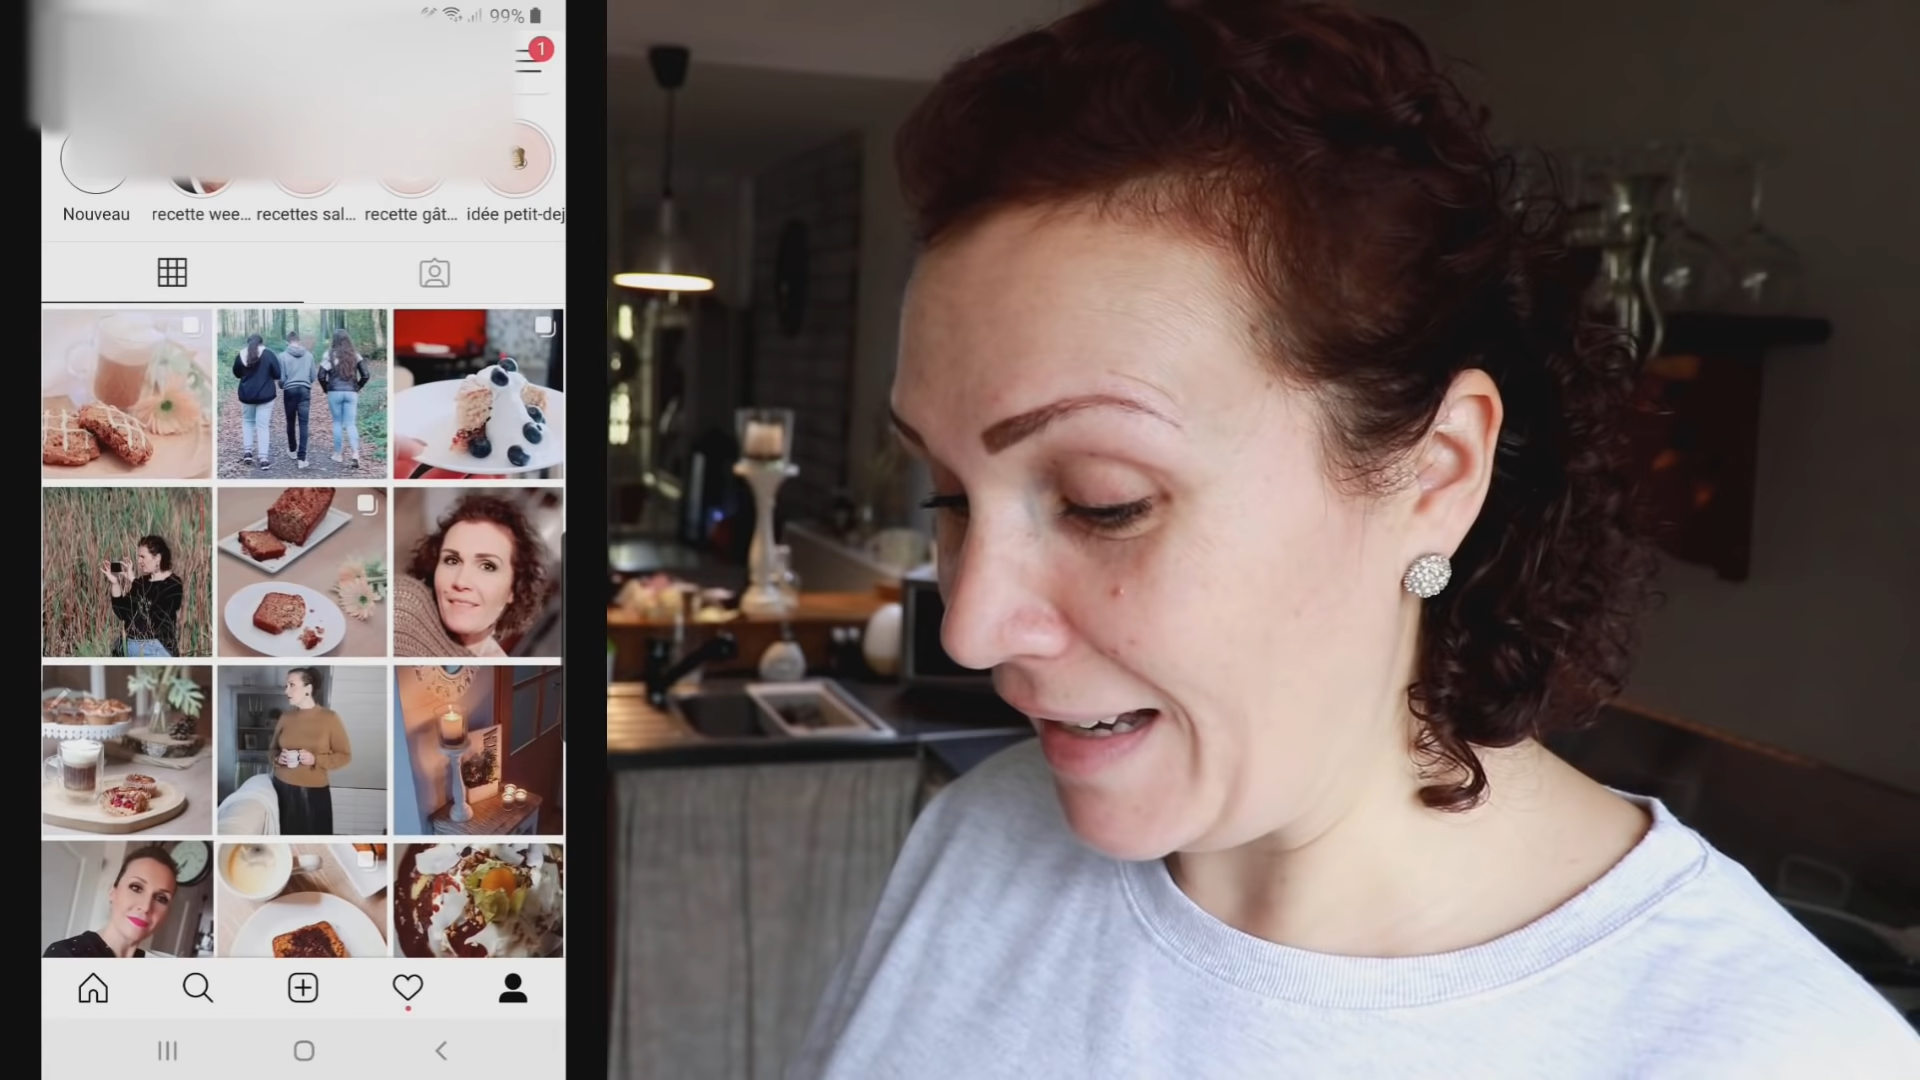 99%
1
Nouveau
recette wee...
recettes sal...
recette gât...
idée petit-dej